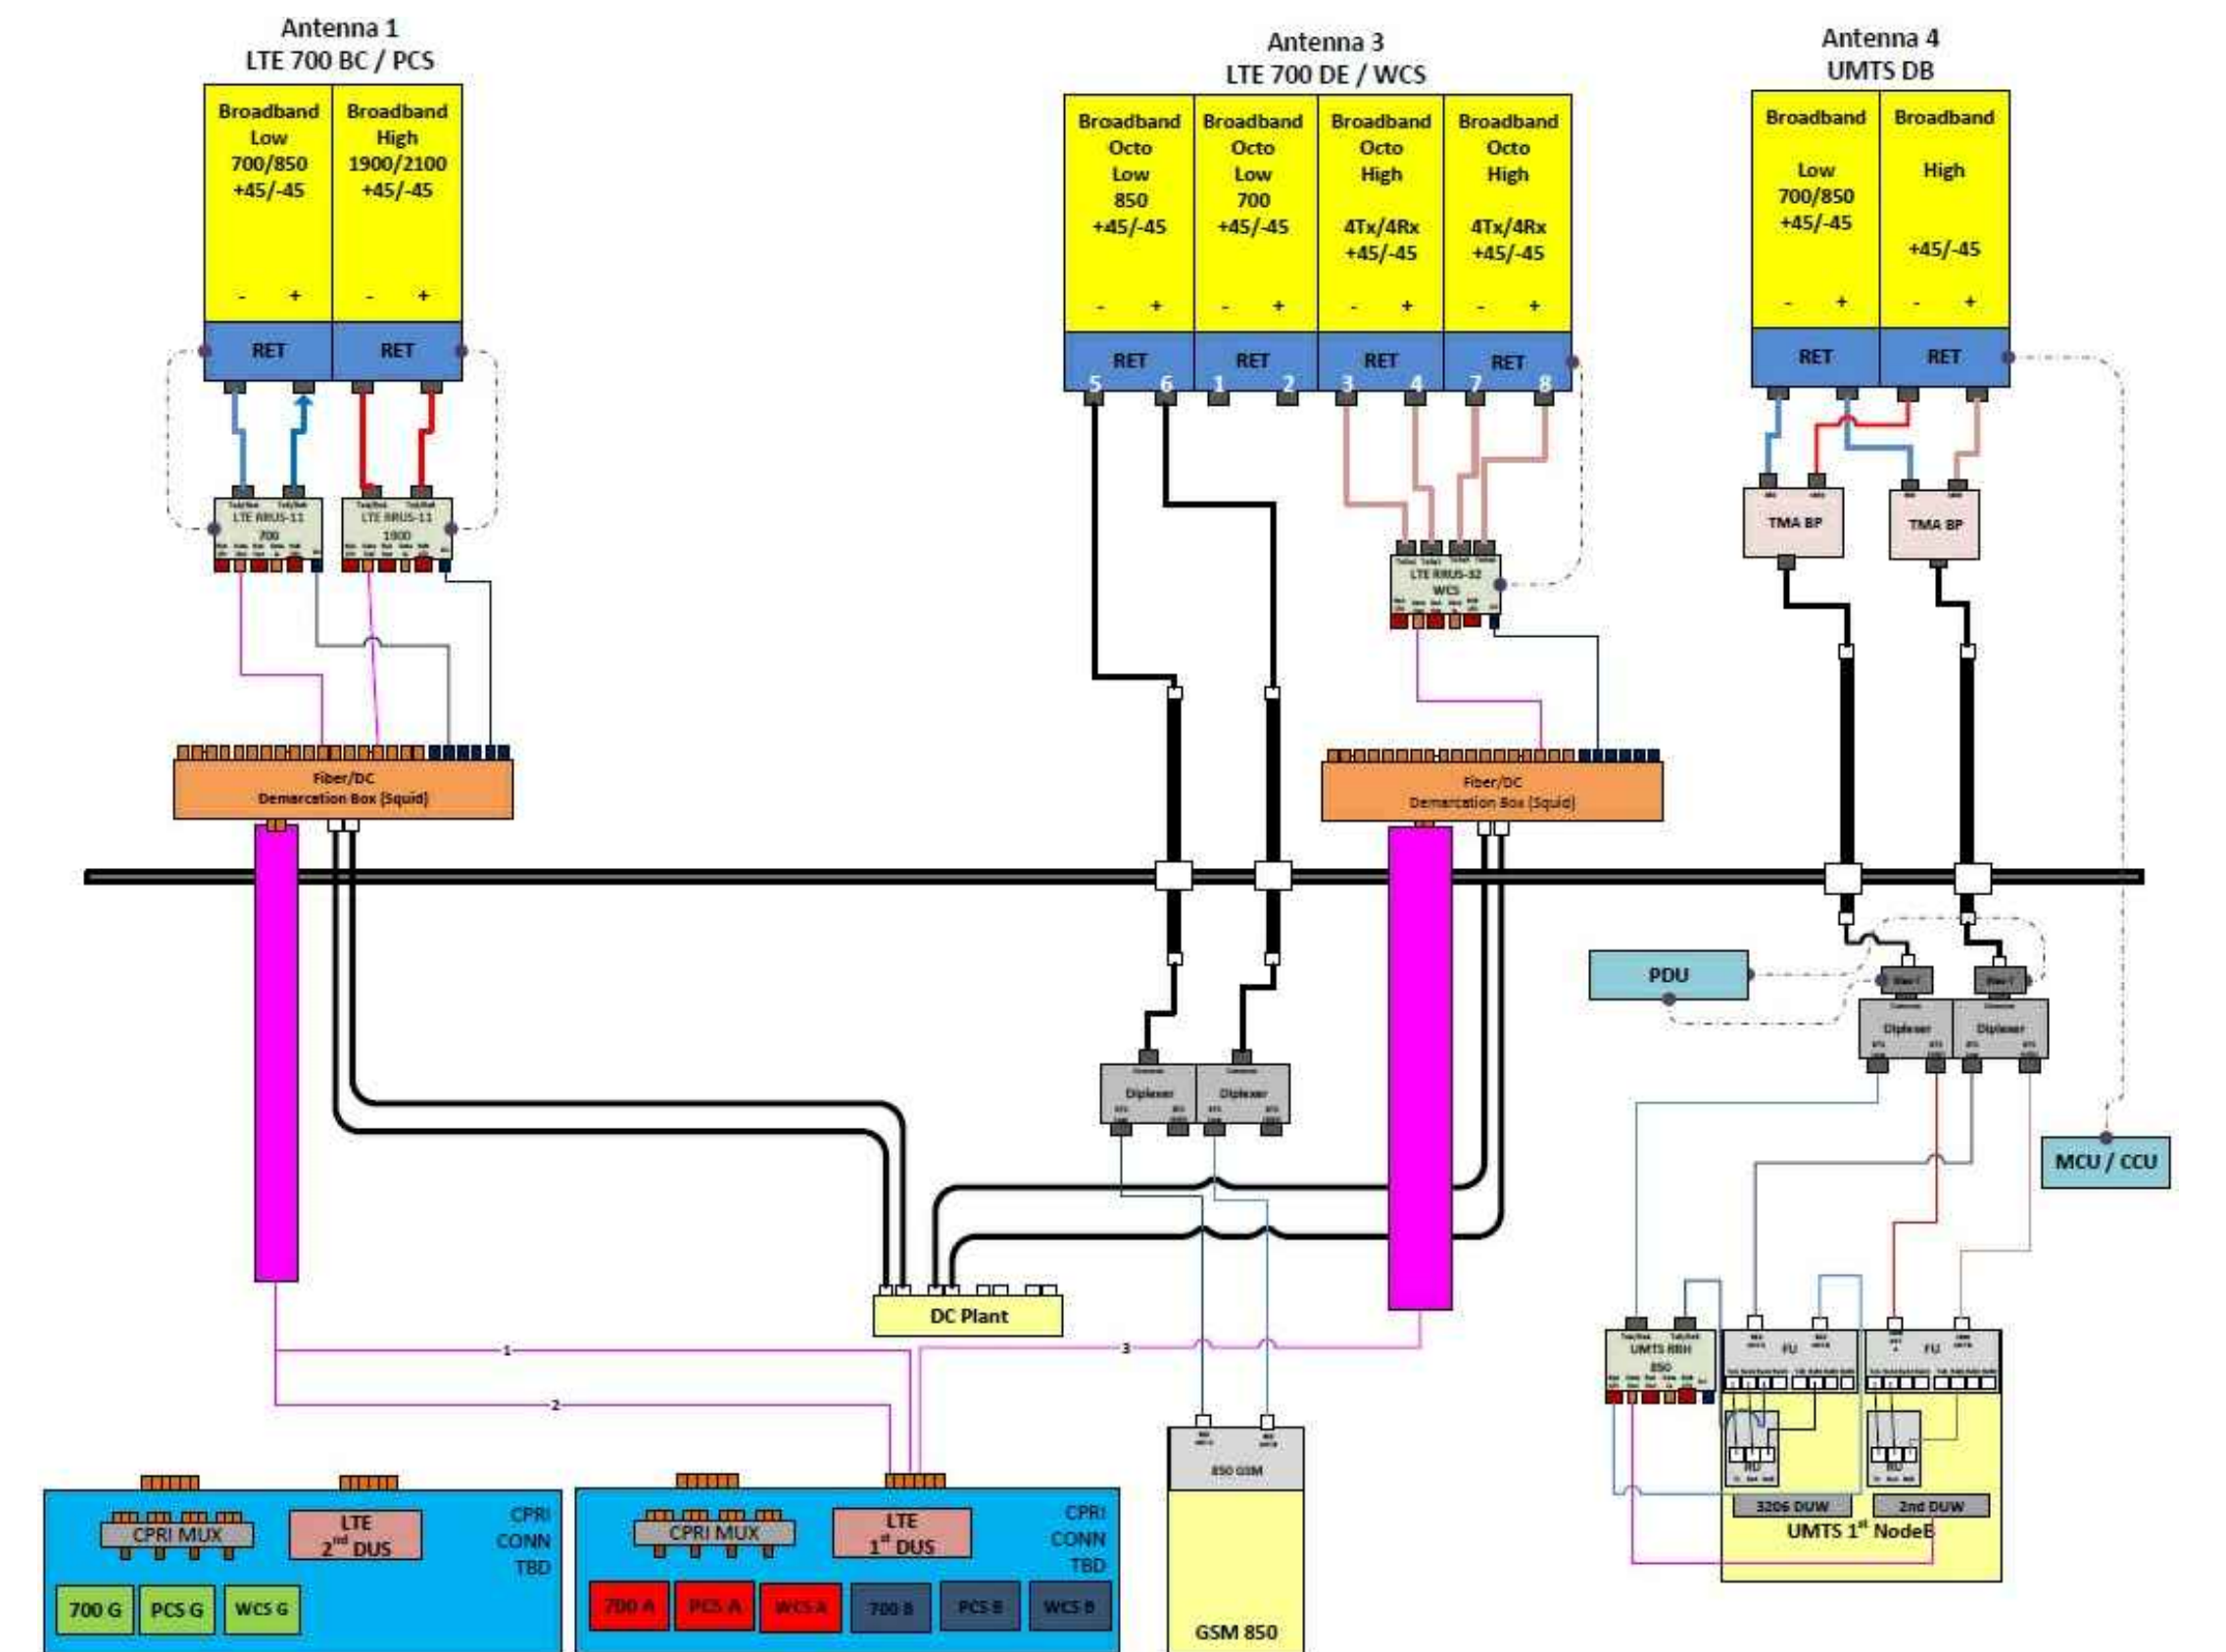 Antenna 1
LTE 700 BC / PCS
Broadband
Low
700/850
+45/-45
- +
Broadband
High
1900/2100
+45/-45
- +
RET
RET
LTE RRUS-11
700
LTE RRUS-11
1900
Fiber/DC
Demarcation Box (Squid)
Antenna 3
LTE 700 DE / WCS
Broadband
Octo
Low
850
+45/-45
- +
Broadband
Octo
Low
700
+45/-45
- +
Broadband
Octo
High
4Tx/4Rx
+45/-45
- +
Broadband
Octo
High
4Tx/4Rx
+45/-45
- +
RET
RET
RET
RET
5 6 1 2 3 4 7 8
LTE RRUS-32
WCS
Fiber/DC
Demarcation Box (Squid)
Antenna 4
UMTS DB
Broadband
Low
700/850
+45/-45
- +
Broadband
High
+45/-45
- +
RET
RET
TMA BP
TMA BP
PDU
Diplexer
Diplexer
MCU / CCU
Diplexer
Diplexer
DC Plant
1
2
3
UMTS RRH
850
FU
FU
RU
RU
3206 DUW
2nd DUW
UMTS 1st NodeB
850 GSM
GSM 850
CPRI MUX
LTE
2nd DUS
CPRI
CONN
TBD
700 G
PCS G
WCS G
CPRI MUX
LTE
1st DUS
CPRI
CONN
TBD
700 A
PCS A
WCS A
700 B
PCS B
WCS B